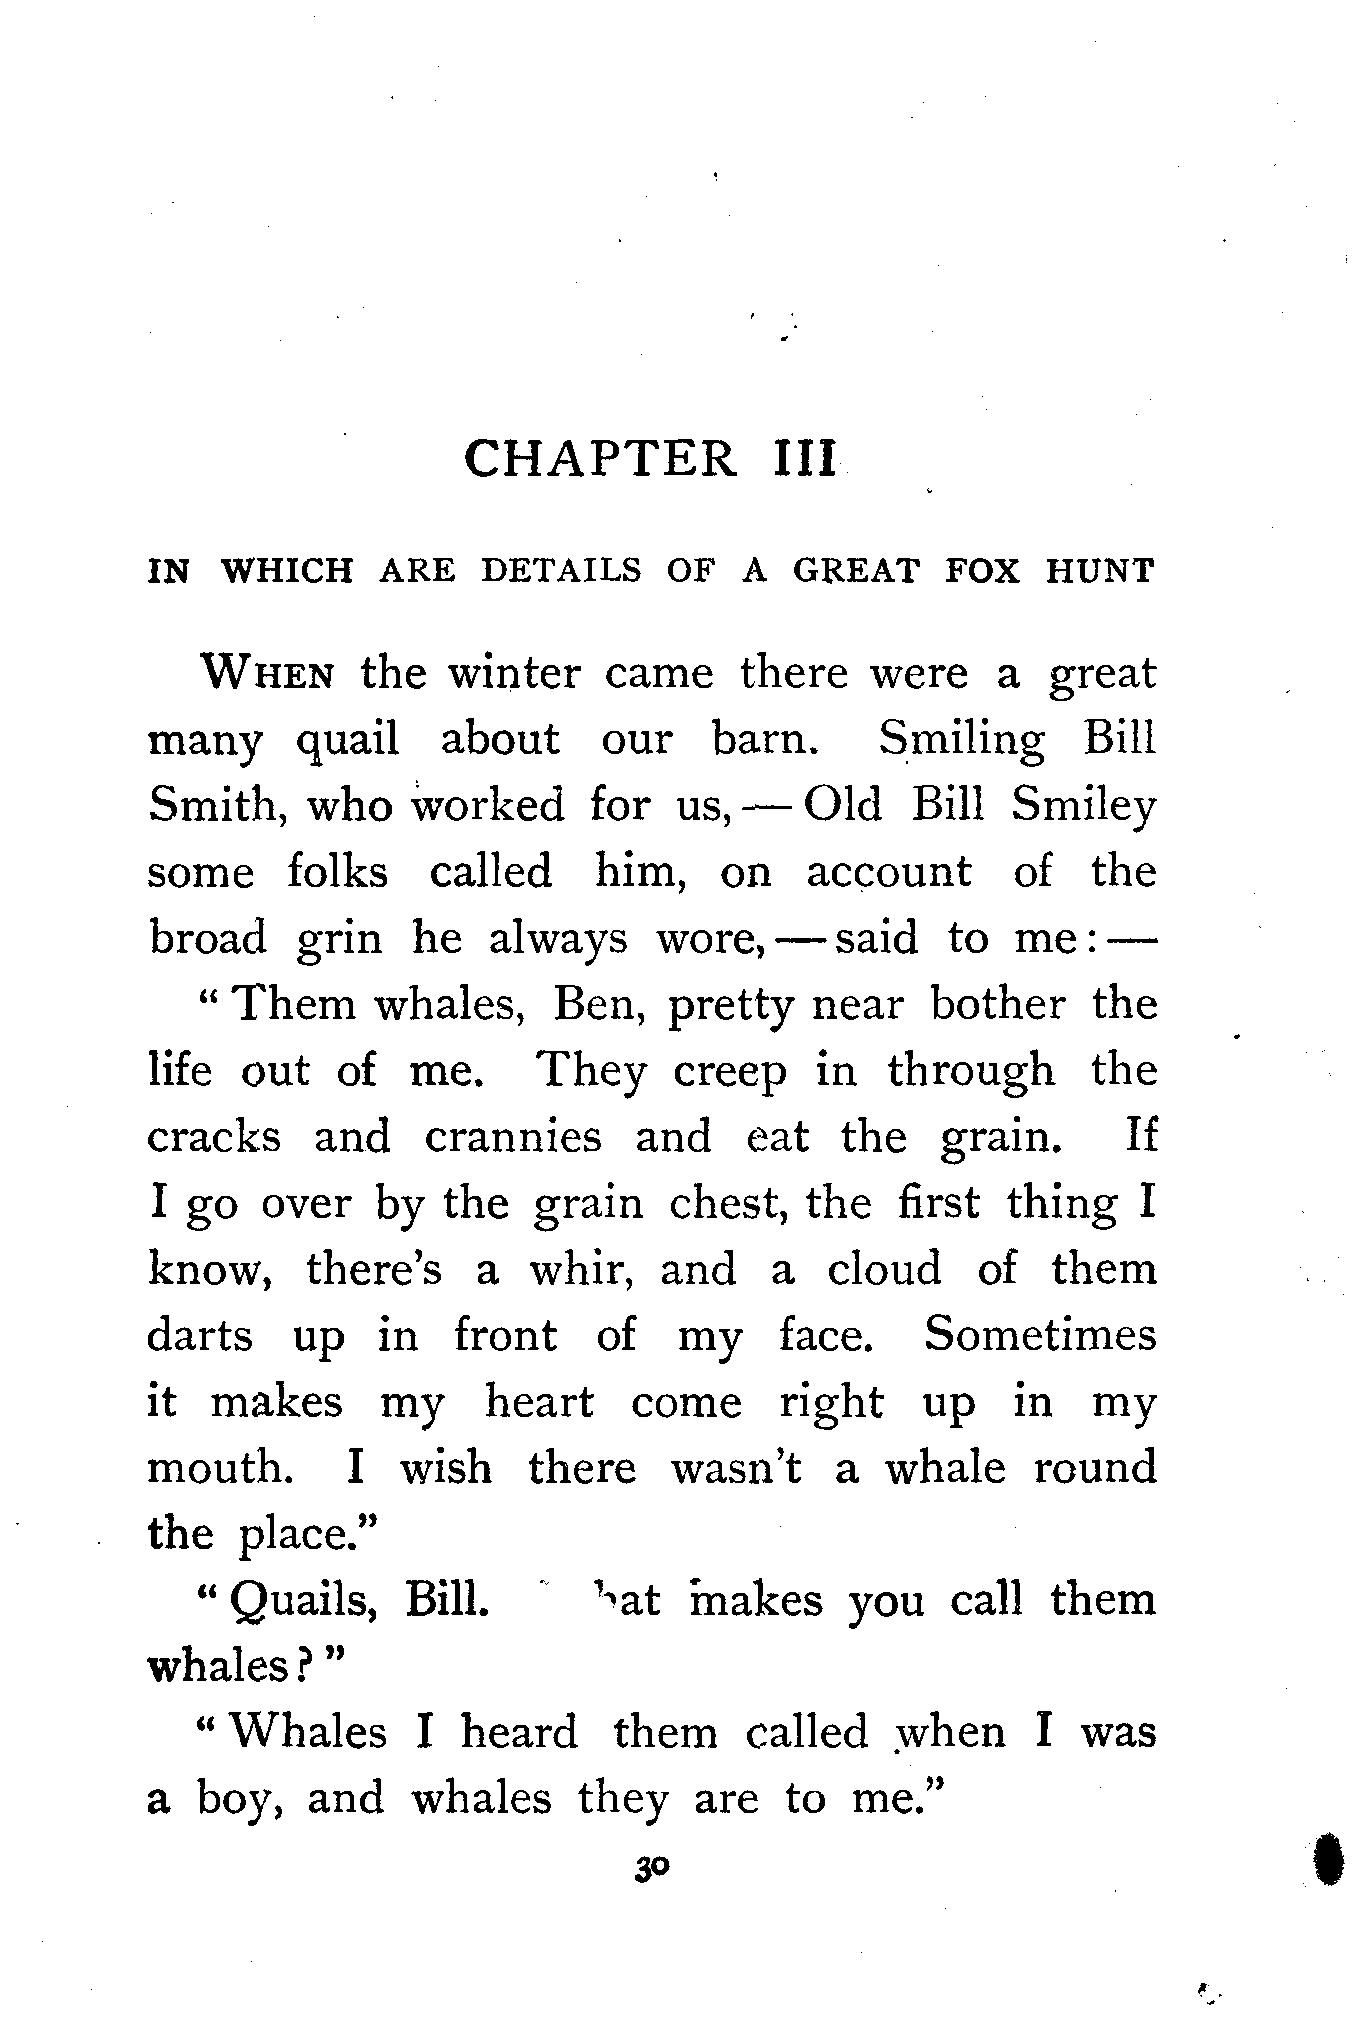 CHAPTER III
IN WHICH ARE DETAILS OF A GREAT FOX HUNT
WHEN the winter came there were a great
many quail about our barn. Smiling Bill
Smith, who worked for us, — Old Bill Smiley
some folks called him, on account of the
broad grin he always wore, — said to me: —
“Them whales, Ben, pretty near bother the
life out of me. They creep in through the
cracks and crannies and eat the grain. If
I go over by the grain chest, the first thing I
know, there's a whir, and a cloud of them
darts up in front of my face. Sometimes
it makes my heart come right up in my
mouth. I wish there wasn't a whale round
the place.”
“Quails, Bill. makes you call them
whales?”
“Whales I heard them called when I was
a boy, and whales they are to me.”
30